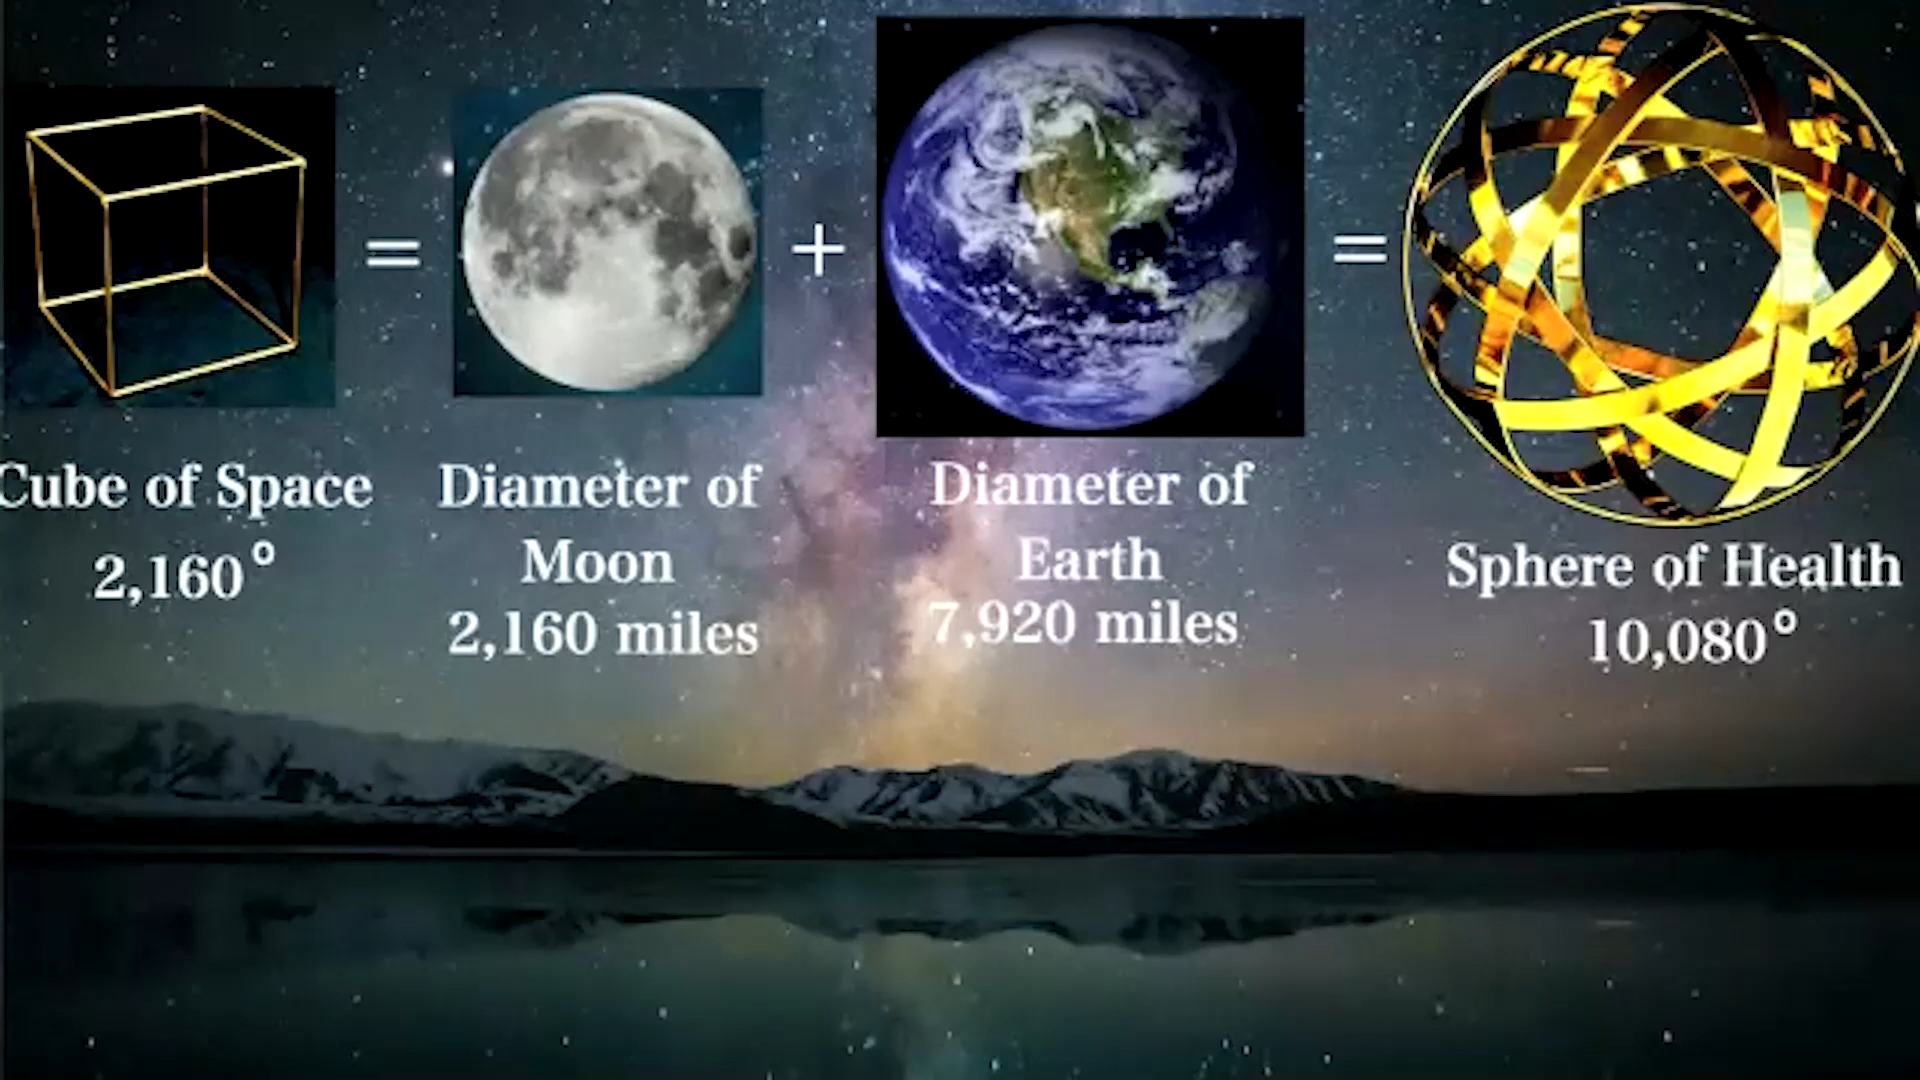 =
+
=
Cube of Space
2,160°
Diameter of
Moon
2,160 miles
Diameter of
Earth
7,920 miles
Sphere of Health
10,080°